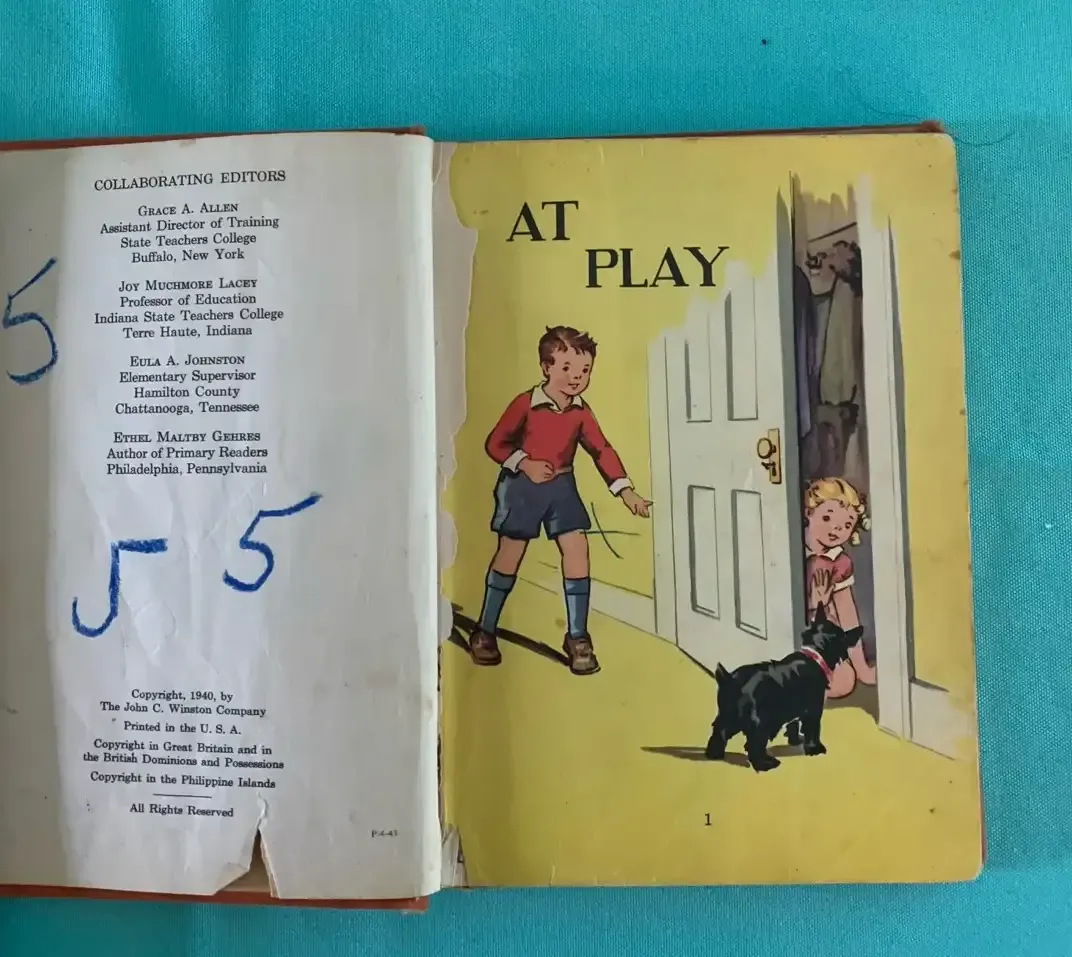 COLLABORATING EDITORS
GRACE A. ALLEN
Assistant Director of Training
State Teachers College
Buffalo, New York
JOY MUCHMORE LACEY
Professor of Education
Indiana State Teachers College
Terre Haute, Indiana
EULA A. JOHNSTON
Elementary Supervisor
Hamilton County
Chattanooga, Tennessee
ETHEL MALTBY GEHRES
Author of Primary Readers
Philadelphia, Pennsylvania
5
5 5
Copyright, 1940, by
The John C. Winston Company
Printed in the U. S. A.
Copyright in Great Britain and in
the British Dominions and Possessions
Copyright in the Philippine Islands
All Rights Reserved
AT
PLAY
1